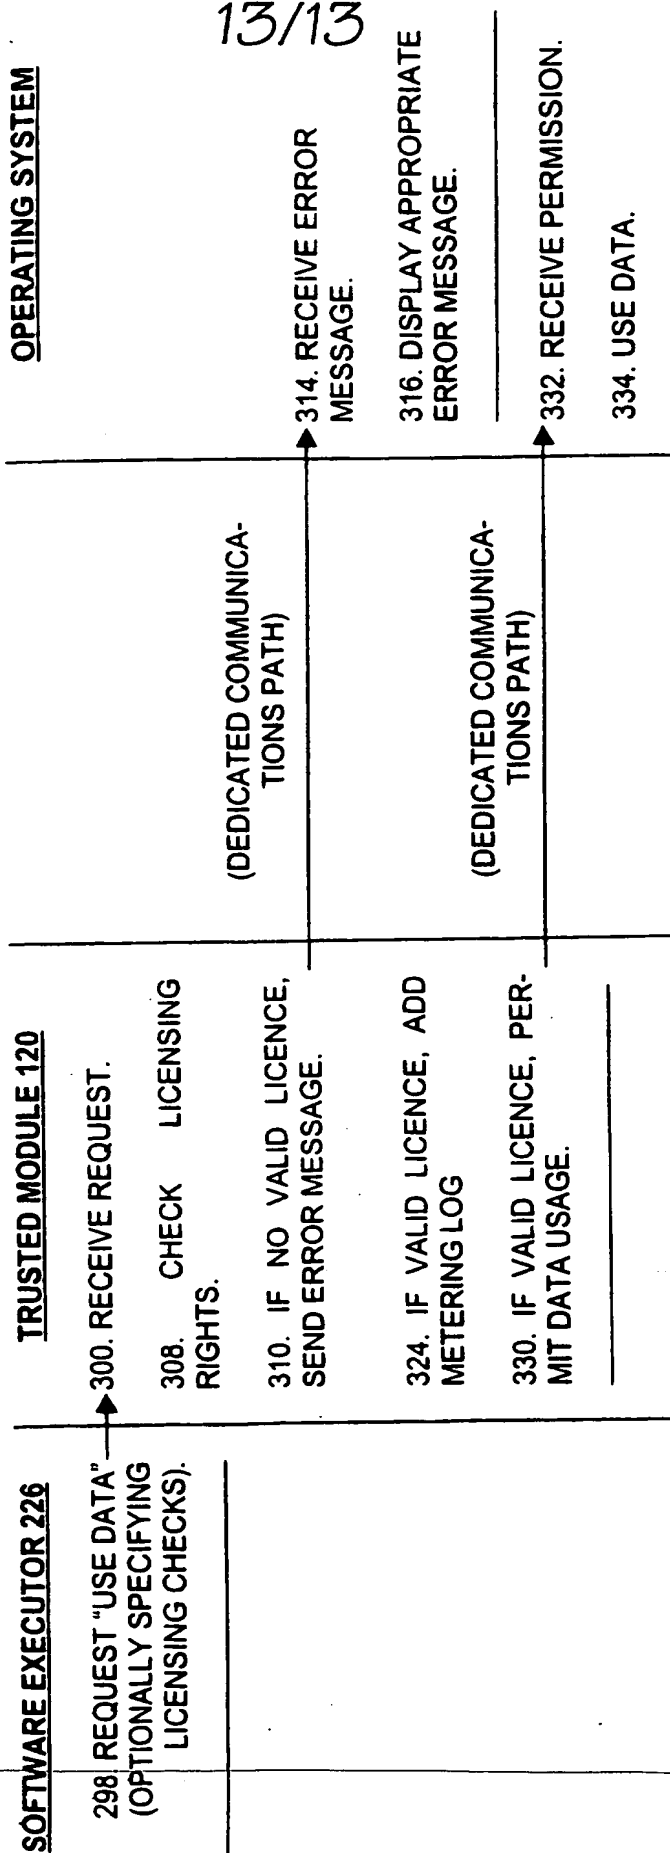 13/13
SOFTWARE EXECUTOR 226
298. REQUEST "USE DATA"
(OPTIONALLY SPECIFYING
LICENSING CHECKS).
TRUSTED MODULE 120
300. RECEIVE REQUEST.
308. CHECK LICENSING
RIGHTS.
310. IF NO VALID LICENCE,
SEND ERROR MESSAGE.
324. IF VALID LICENCE, ADD
METERING LOG
330. IF VALID LICENCE, PER-
MIT DATA USAGE.
(DEDICATED COMMUNICA-
TIONS PATH)
(DEDICATED COMMUNICA-
TIONS PATH)
OPERATING SYSTEM
314. RECEIVE ERROR
MESSAGE.
316. DISPLAY APPROPRIATE
ERROR MESSAGE.
332. RECEIVE PERMISSION.
334. USE DATA.